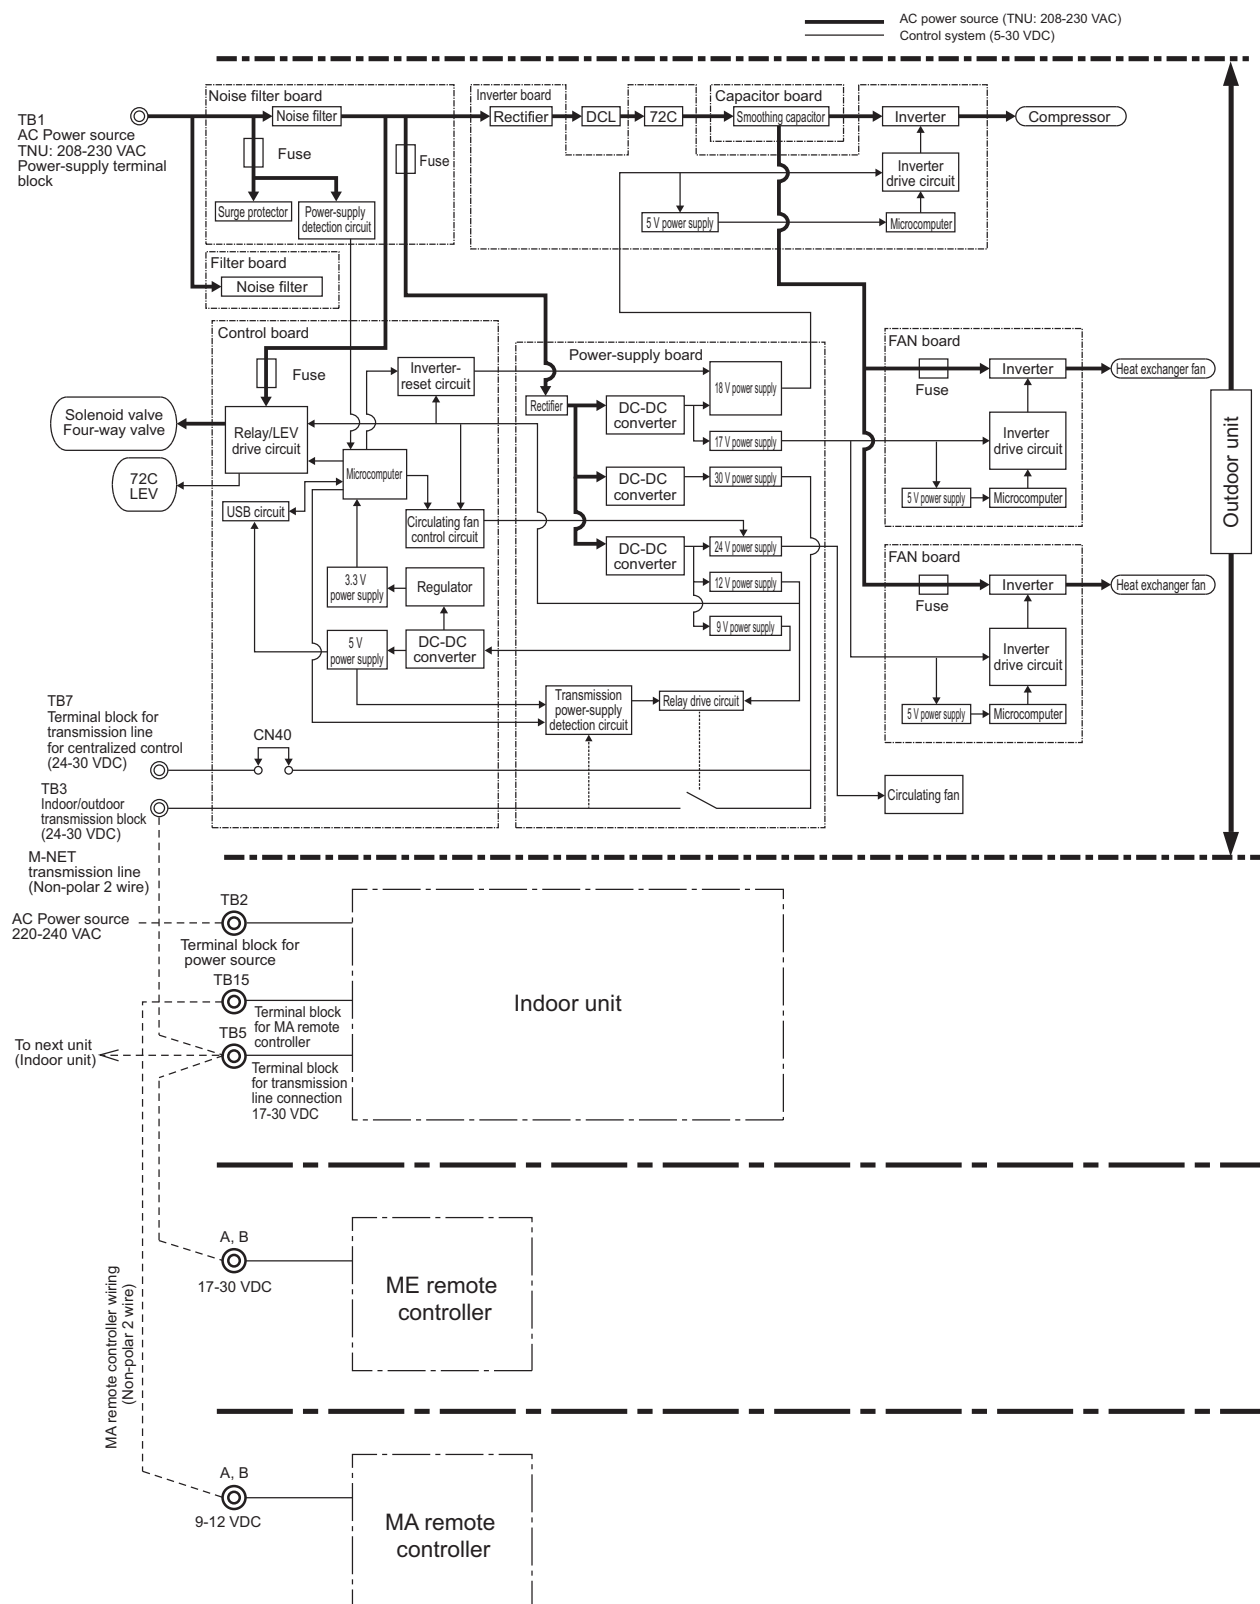 AC power source (TNU: 208-230 VAC)
Control system (5-30 VDC)
TB1
AC Power source
TNU: 208-230 VAC
Power-supply terminal
block
Noise filter board
Noise filter
Fuse
Fuse
Surge protector
Power-supply
detection circuit
Inverter board
Rectifier
DCL
72C
Capacitor board
Smoothing capacitor
Inverter
Compressor
Inverter
drive circuit
5 V power supply
Microcomputer
Filter board
Noise filter
Control board
Fuse
Inverter-
reset circuit
Solenoid valve
Four-way valve
Relay/LEV
drive circuit
72C
LEV
Microcomputer
USB circuit
Circulating fan
control circuit
3.3 V
power supply
Regulator
5 V
power supply
DC-DC
converter
Power-supply board
Rectifier
DC-DC
converter
18 V power supply
17 V power supply
DC-DC
converter
30 V power supply
DC-DC
converter
24 V power supply
12 V power supply
9 V power supply
Transmission
power-supply
detection circuit
Relay drive circuit
FAN board
Fuse
Inverter
Heat exchanger fan
Inverter
drive circuit
5 V power supply
Microcomputer
FAN board
Fuse
Inverter
Heat exchanger fan
Inverter
drive circuit
5 V power supply
Microcomputer
Outdoor unit
Circulating fan
TB7
Terminal block for
transmission line
for centralized control
(24-30 VDC)
CN40
TB3
Indoor/outdoor
transmission block
(24-30 VDC)
M-NET
transmission line
(Non-polar 2 wire)
AC Power source
220-240 VAC
TB2
Terminal block for
power source
TB15
Terminal block
for MA remote
controller
TB5
Terminal block
for transmission
line connection
17-30 VDC
To next unit
(Indoor unit)
Indoor unit
A, B
17-30 VDC
ME remote
controller
MA remote controller wiring
(Non-polar 2 wire)
A, B
9-12 VDC
MA remote
controller